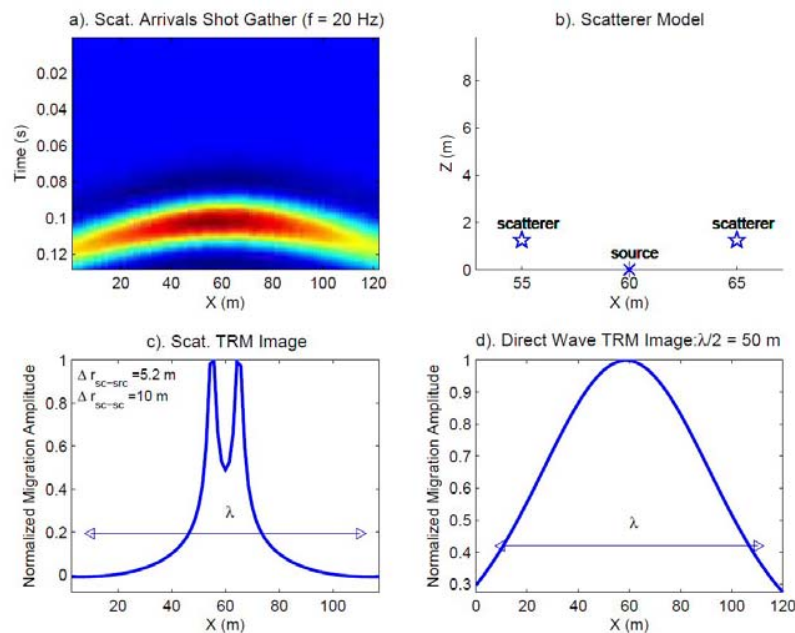 a). Scat. Arrivals Shot Gather (f = 20 Hz)
Time (s)
0.02
0.04
0.06
0.08
0.1
0.12
20 40 60 80 100 120
X (m)
b). Scatterer Model
Z (m)
8
6
4
2
0
scatterer
scatterer
source
55 60 65
X (m)
c). Scat. TRM Image
Normalized Migration Amplitude
1
0.8
0.6
0.4
0.2
0
Δ r sc-src =5.2 m
Δ r sc-sc =10 m
λ
20 40 60 80 100
X (m)
d). Direct Wave TRM Image:λ/2 = 50 m
Normalized Migration Amplitude
1
0.9
0.8
0.7
0.6
0.5
0.4
0.3
λ
0 20 40 60 80 100 120
X (m)